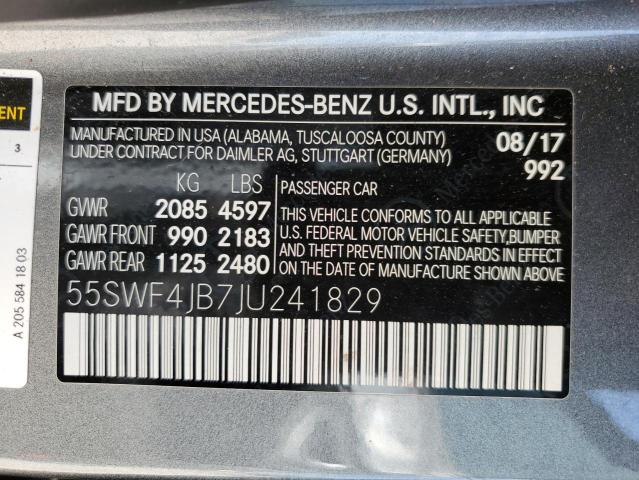 MFD BY MERCEDES-BENZ U.S. INTL., INC
MANUFACTURED IN USA (ALABAMA, TUSCALOOSA COUNTY) 08/17
UNDER CONTRACT FOR DAIMLER AG, STUTTGART (GERMANY) 992
KG LBS PASSENGER CAR
GVWR 2085 4597
GAWR FRONT 990 2183
GAWR REAR 1125 2480
THIS VEHICLE CONFORMS TO ALL APPLICABLE
U.S. FEDERAL MOTOR VEHICLE SAFETY,BUMPER
AND THEFT PREVENTION STANDARDS IN EFFECT
ON THE DATE OF MANUFACTURE SHOWN ABOVE.
55SWF4JB7JU241829
A 205 584 18 03
3